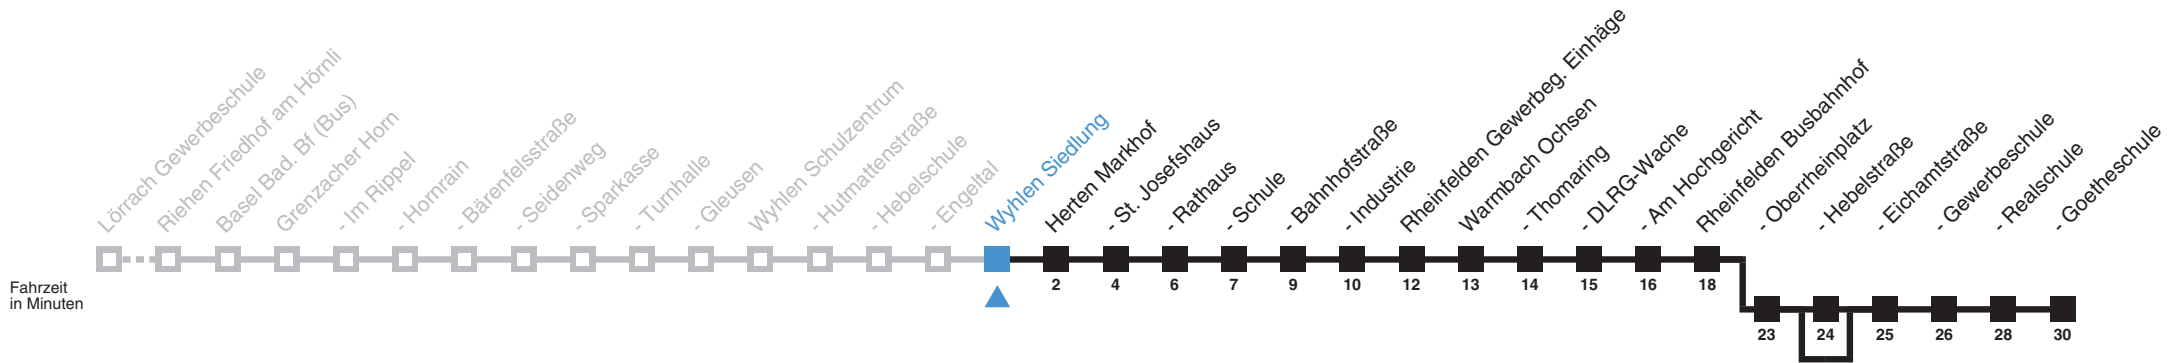 Lörrach Gewerbeschule
Riehen Friedhof am Hörnli
Basel Bad. Bf (Bus)
Grenzacher Horn
- Im Rippel
- Hornrain
- Bärenfelsstraße
- Seidenweg
- Sparkasse
- Turnhalle
- Gleusen
Wyhlen Schulzentrum
- Hutmattenstraße
- Hebelschule
- Engeltal
Wyhlen Siedlung
Herten Markhof
- St. Josefshaus
- Rathaus
- Schule
- Bahnhofstraße
- Industrie
Rheinfelden Gewerbeg. Einhäge
Warmbach Ochsen
- Thomaring
- DLRG-Wache
- Am Hochgericht
Rheinfelden Busbahnhof
- Oberrheinplatz
- Hebelstraße
- Eichamtstraße
- Gewerbeschule
- Realschule
- Goetheschule
Fahrzeit
in Minuten
2 4 6 7 9 10 12 13 14 15 16 18
23 24 25 26 28 30